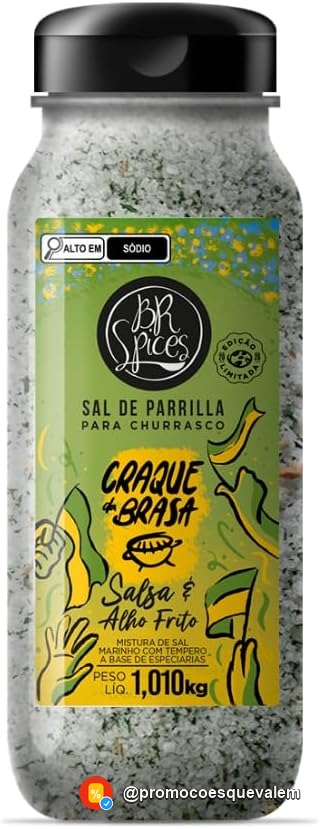 ALTO EM SÓDIO
BR
Spices
EDIÇÃO
LIMITADA
SAL DE PARRILLA
PARA CHURRASCO
CRAQUE
da BRASA
Salsa &
Alho Frito
MISTURA DE SAL
MARINHO COM TEMPERO
A BASE DE ESPECIARIAS
PESO
LÍQ. 1,010kg
% @promocoesquevalem